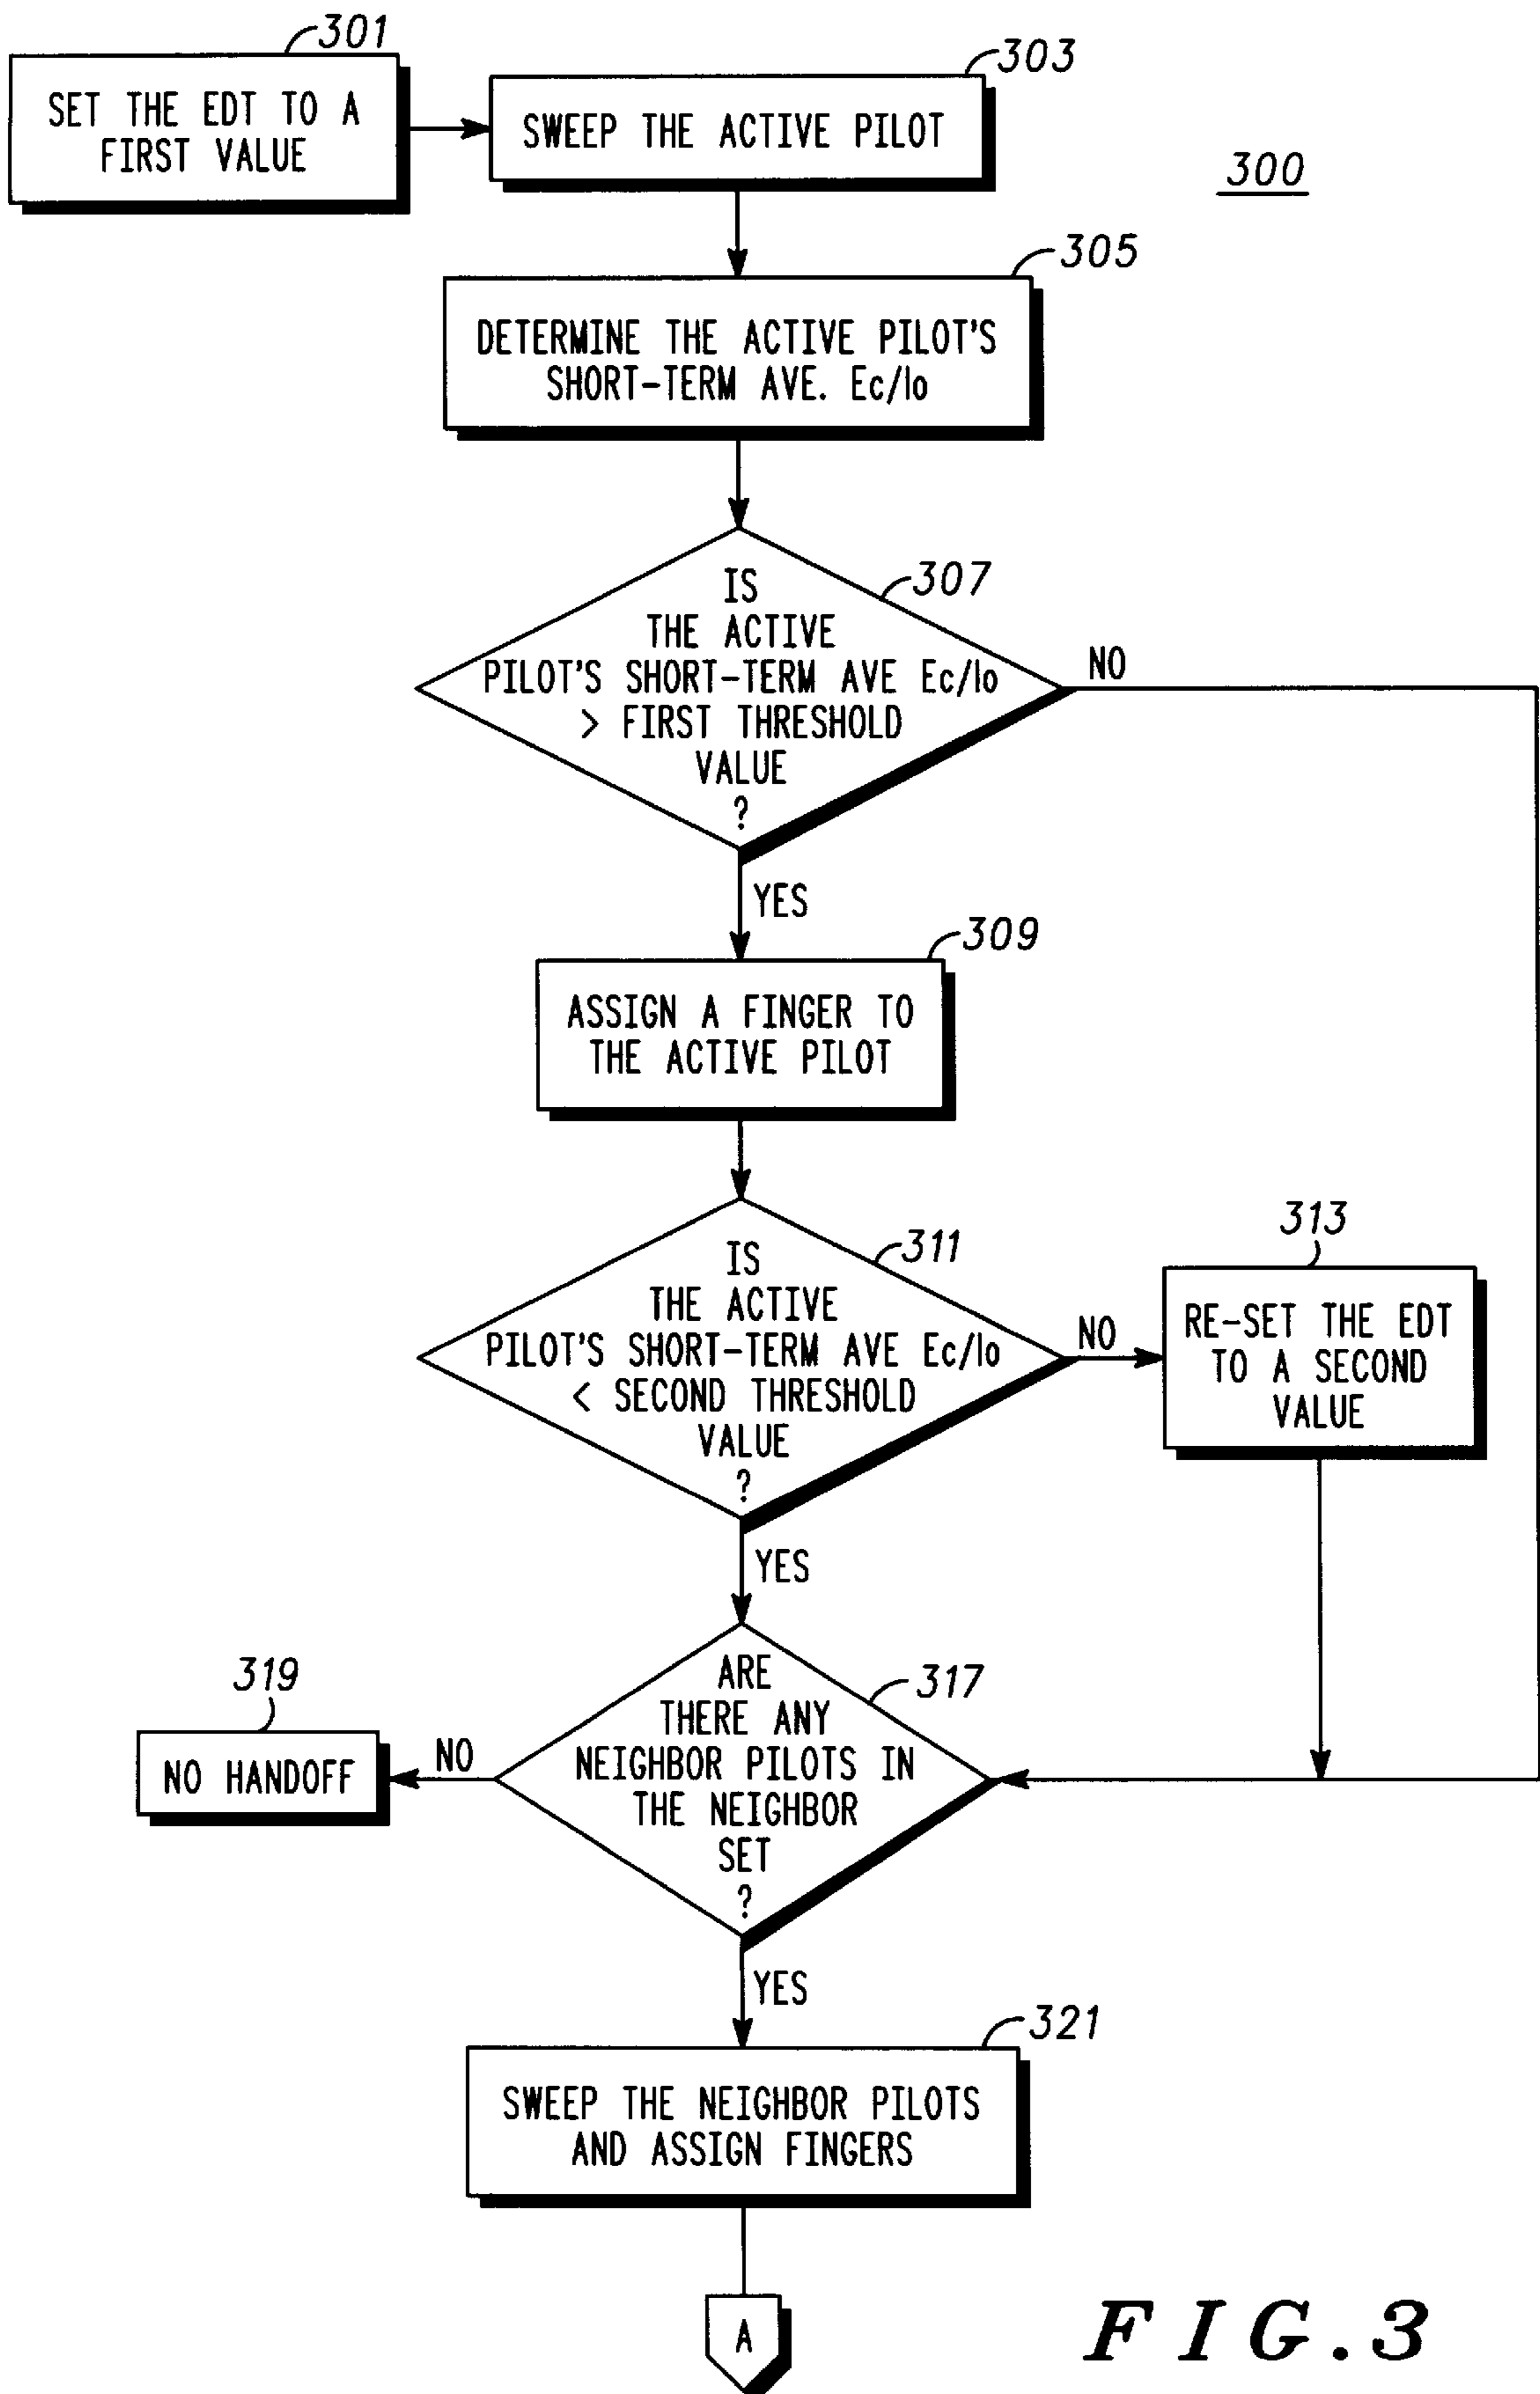 301
SET THE EDT TO A
FIRST VALUE
303
SWEEP THE ACTIVE PILOT
300
305
DETERMINE THE ACTIVE PILOT'S
SHORT-TERM AVE. Ec/Io
307
IS
THE ACTIVE
PILOT'S SHORT-TERM AVE Ec/Io
> FIRST THRESHOLD
VALUE
?
NO
YES
309
ASSIGN A FINGER TO
THE ACTIVE PILOT
311
IS
THE ACTIVE
PILOT'S SHORT-TERM AVE Ec/Io
< SECOND THRESHOLD
VALUE
?
NO
313
RE-SET THE EDT
TO A SECOND
VALUE
YES
317
ARE
THERE ANY
NEIGHBOR PILOTS IN
THE NEIGHBOR
SET
?
NO
319
NO HANDOFF
YES
321
SWEEP THE NEIGHBOR PILOTS
AND ASSIGN FINGERS
A
FIG.3